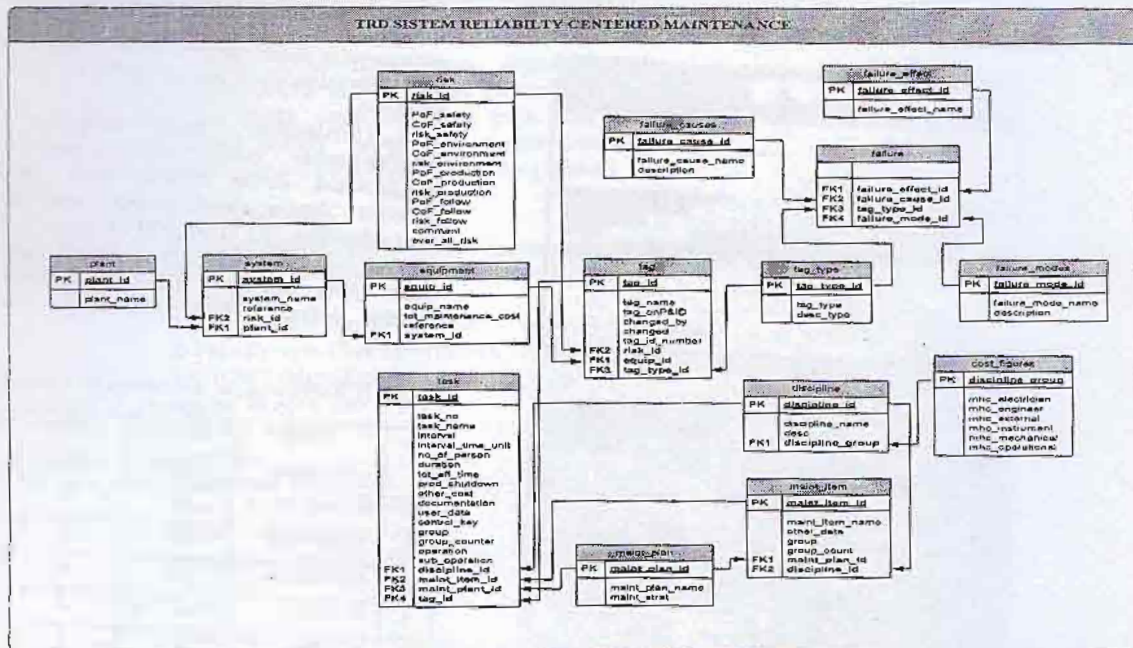 TRD SISTEM RELIABILTY CENTERED MAINTENANCE
risk
PK risk_id
PoF_safety
CoF_safety
risk_safety
PoF_environment
CoF_environment
risk_environment
PoF_production
CoF_production
risk_production
PoF_follow
CoF_follow
risk_follow
comment
over_all_risk
failure_effect
PK failure_effect_id
failure_effect_name
failure_causes
PK failure_cause_id
failure_cause_name
description
failure
FK1 failure_effect_id
FK2 failure_cause_id
FK3 tag_type_id
FK4 failure_mode_id
plant
PK plant_id
plant_name
system
PK system_id
system_name
reference
FK2 risk_id
FK1 plant_id
equipment
PK equip_id
equip_name
tot_maintenance_cost
reference
FK1 system_id
tag
PK tag_id
tag_name
tag_onP&ID
changed_by
changed
tag_id_number
FK2 risk_id
FK1 equip_id
FK3 tag_type_id
tag_type
PK tag_type_id
tag_type
desc_type
failure_modes
PK failure_mode_id
failure_mode_name
description
task
PK task_id
task_no
task_name
interval
interval_time_unit
no_of_person
duration
tot_eff_time
prod_shutdown
other_cost
documentation
user_data
control_key
group
group_counter
operation
sub_operation
FK1 discipline_id
FK2 maint_item_id
FK3 maint_plant_id
FK4 tag_id
discipline
PK discipline_id
discipline_name
desc
FK1 discipline_group
cost_figures
PK discipline_group
mhc_electrician
mhc_engineer
mhc_external
mhc_instrument
mhc_mechanical
mhc_operational
maint_item
PK maint_item_id
maint_item_name
other_data
group
group_count
FK1 maint_plan_id
FK2 discipline_id
maint_plan
PK maint_plan_id
maint_plan_name
maint_strat